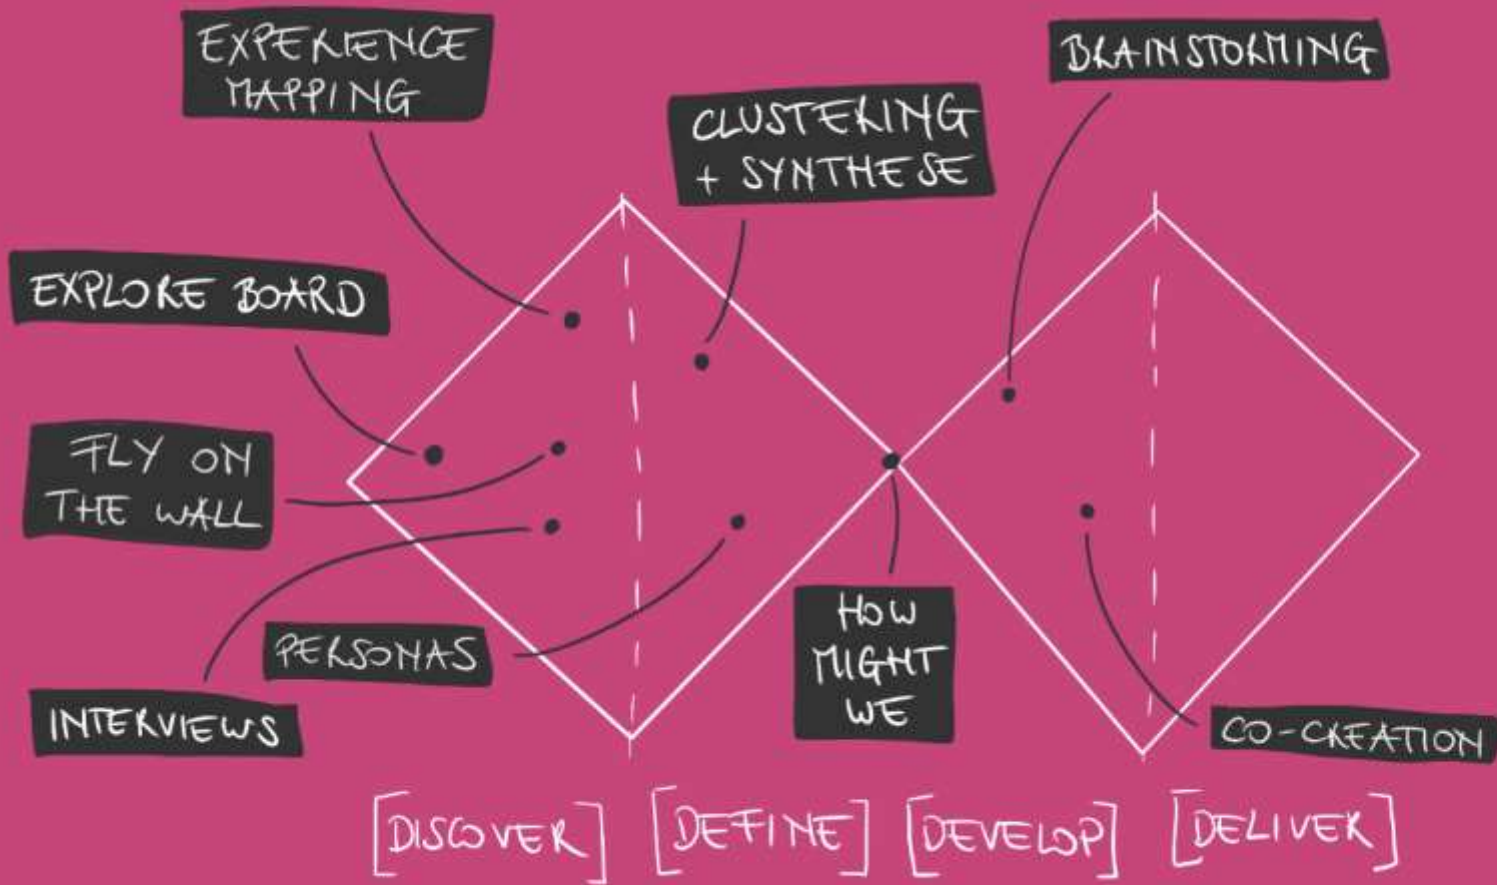 EXPERIENCE
MAPPING
BRAINSTORMING
CLUSTERING
+ SYNTHESE
EXPLORE BOARD
FLY ON
THE WALL
PERSONAS
INTERVIEWS
HOW
MIGHT
WE
CO-CREATION
[DISCOVER] [DEFINE] [DEVELOP] [DELIVER]